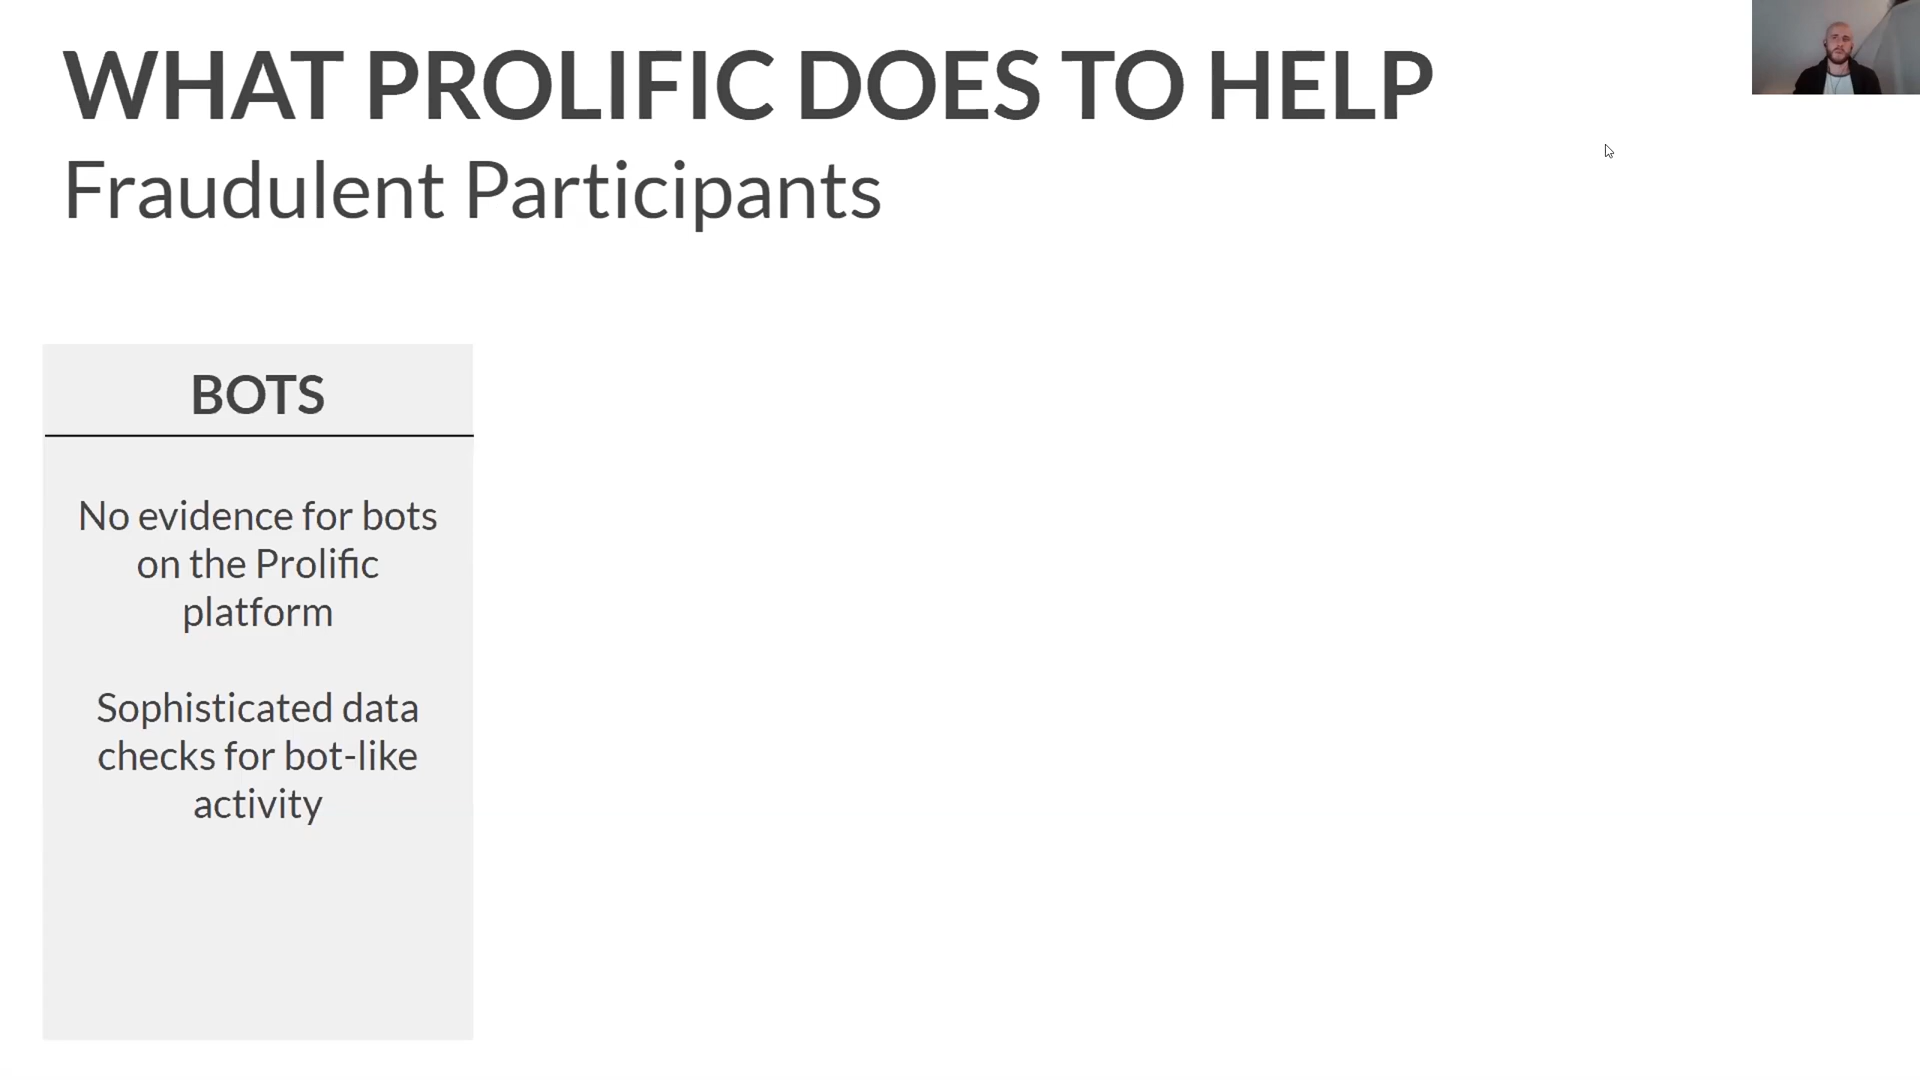 WHAT PROLIFIC DOES TO HELP
Fraudulent Participants
BOTS
No evidence for bots
on the Prolific
platform
Sophisticated data
checks for bot-like
activity